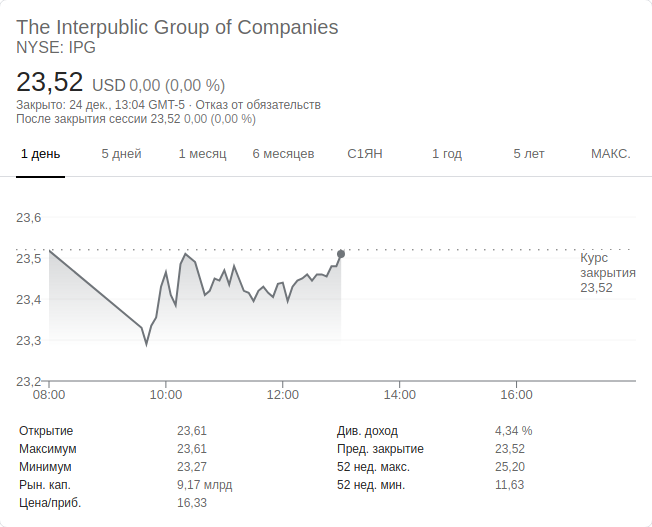 The Interpublic Group of Companies
NYSE: IPG
23,52 USD 0,00 (0,00 %)
Закрыто: 24 дек., 13:04 GMT-5 · Отказ от обязательств
После закрытия сессии 23,52 0,00 (0,00 %)
1 день 5 дней 1 месяц 6 месяцев С1ЯН 1 год 5 лет МАКС.
23,6
23,5
23,4
23,3
23,2
Курс
закрытия
23,52
08:00 10:00 12:00 14:00 16:00
Открытие 23,61 Див. доход 4,34 %
Максимум 23,61 Пред. закрытие 23,52
Минимум 23,27 52 нед. макс. 25,20
Рын. кап. 9,17 млрд 52 нед. мин. 11,63
Цена/приб. 16,33